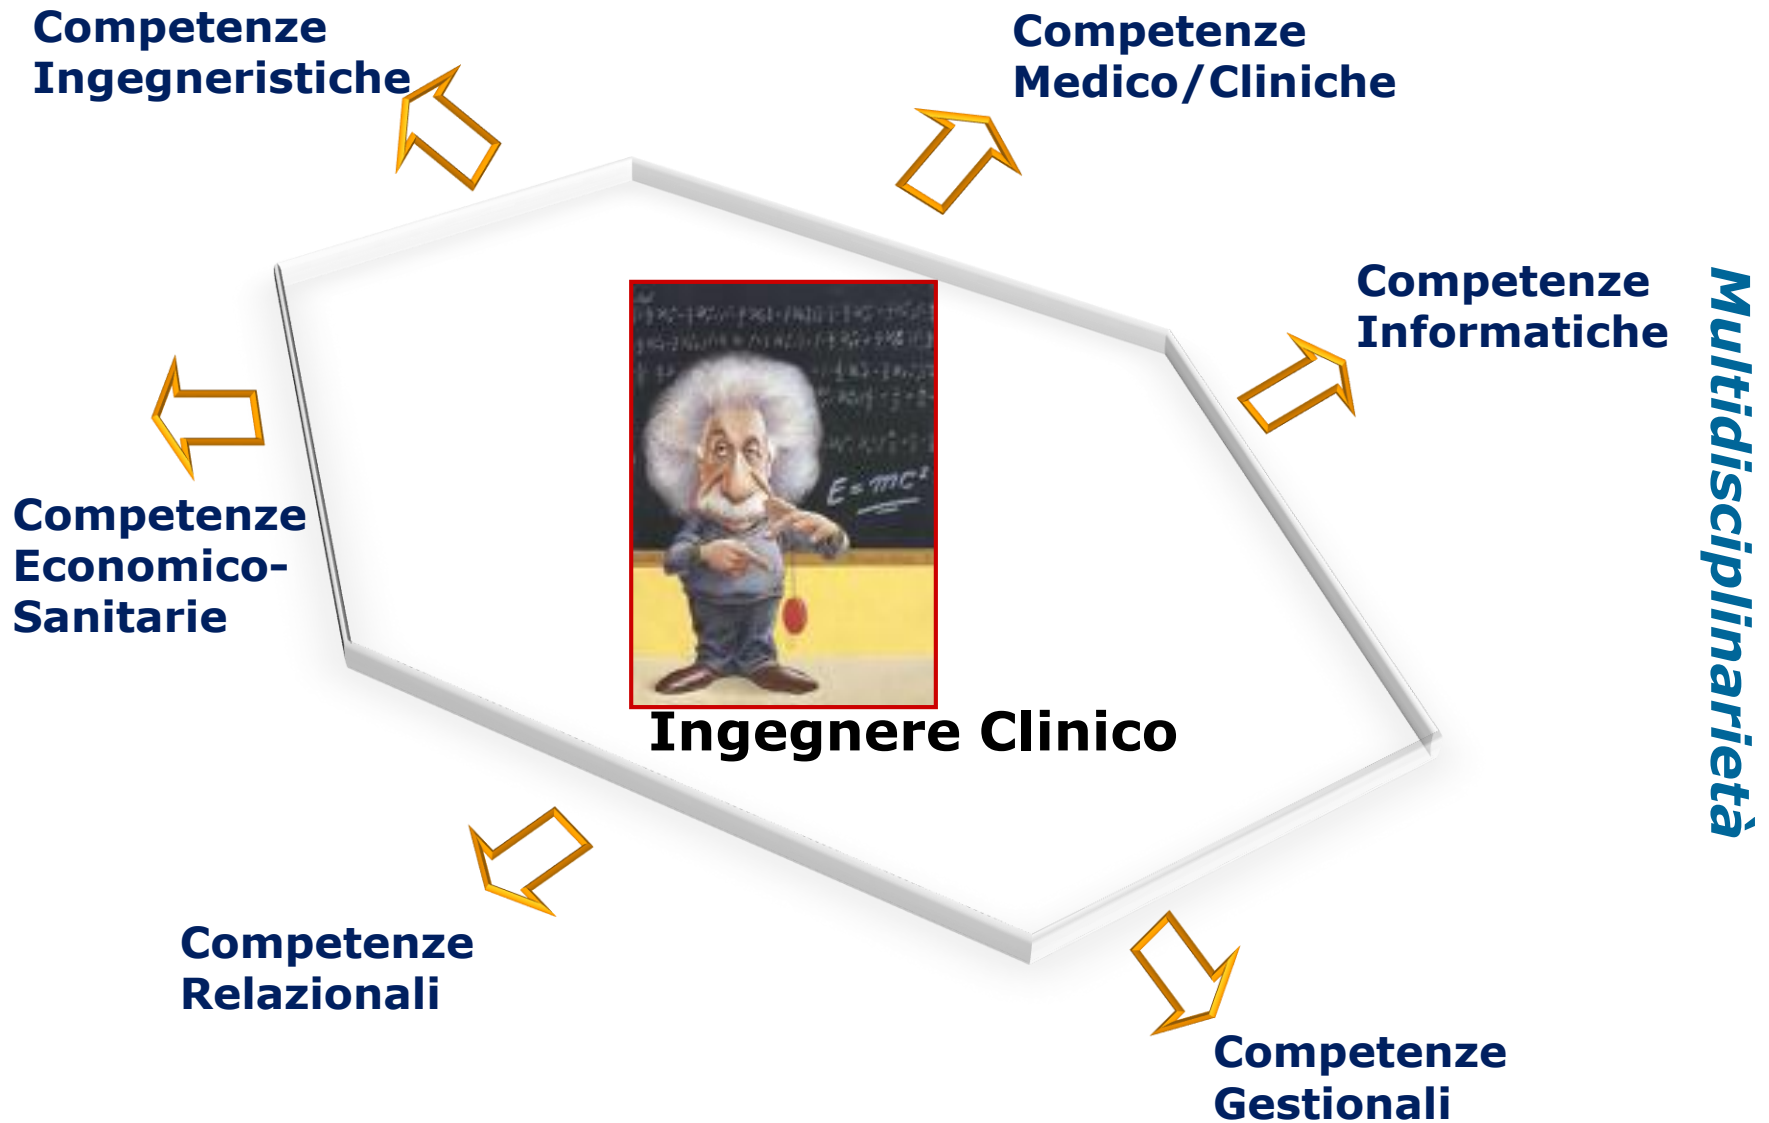 Competenze
Ingegneristiche
Competenze
Medico/Cliniche
Competenze
Informatiche
Multidisciplinarietà
E=mc²
Competenze
Economico-
Sanitarie
Ingegnere Clinico
Competenze
Relazionali
Competenze
Gestionali